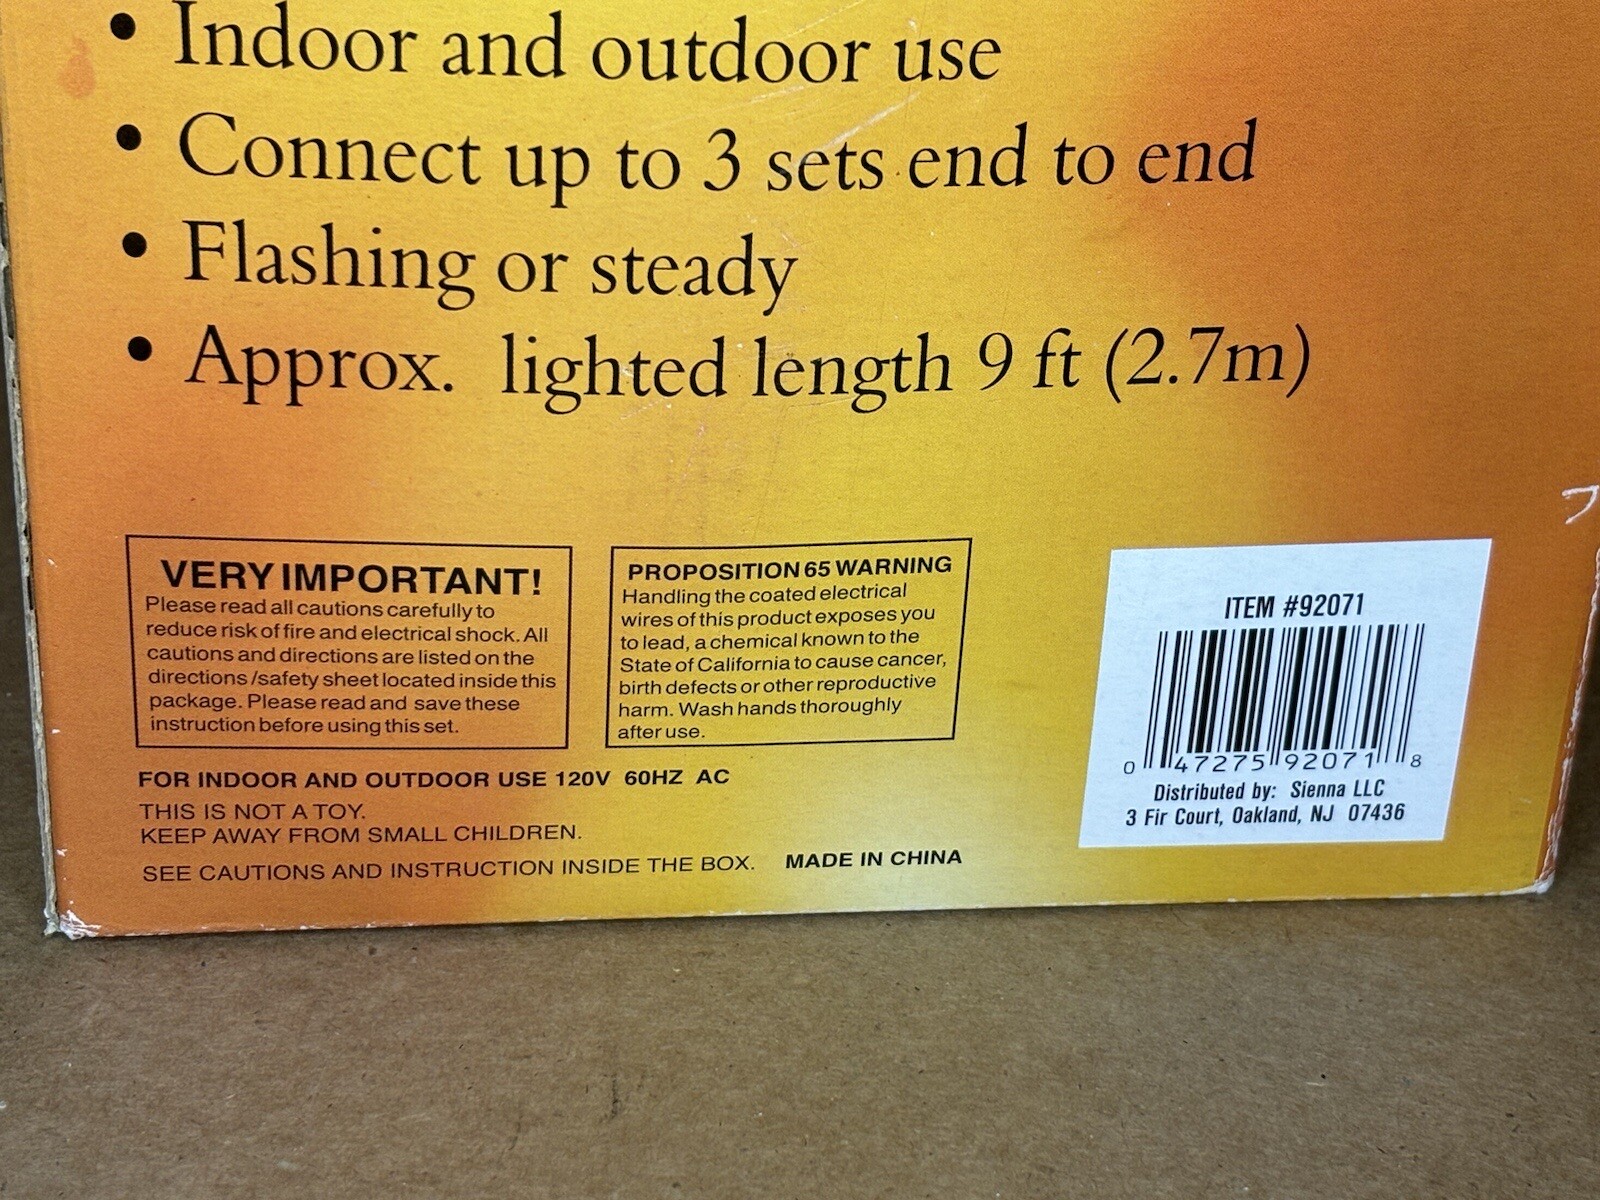 • Indoor and outdoor use
• Connect up to 3 sets end to end
• Flashing or steady
• Approx. lighted length 9 ft (2.7m)
VERY IMPORTANT!
Please read all cautions carefully to
reduce risk of fire and electrical shock. All
cautions and directions are listed on the
directions /safety sheet located inside this
package. Please read and save these
instruction before using this set.
PROPOSITION 65 WARNING
Handling the coated electrical
wires of this product exposes you
to lead, a chemical known to the
State of California to cause cancer,
birth defects or other reproductive
harm. Wash hands thoroughly
after use.
FOR INDOOR AND OUTDOOR USE 120V 60HZ AC
THIS IS NOT A TOY.
KEEP AWAY FROM SMALL CHILDREN.
SEE CAUTIONS AND INSTRUCTION INSIDE THE BOX. MADE IN CHINA
ITEM #92071
0 47275 92071 8
Distributed by: Sienna LLC
3 Fir Court, Oakland, NJ 07436